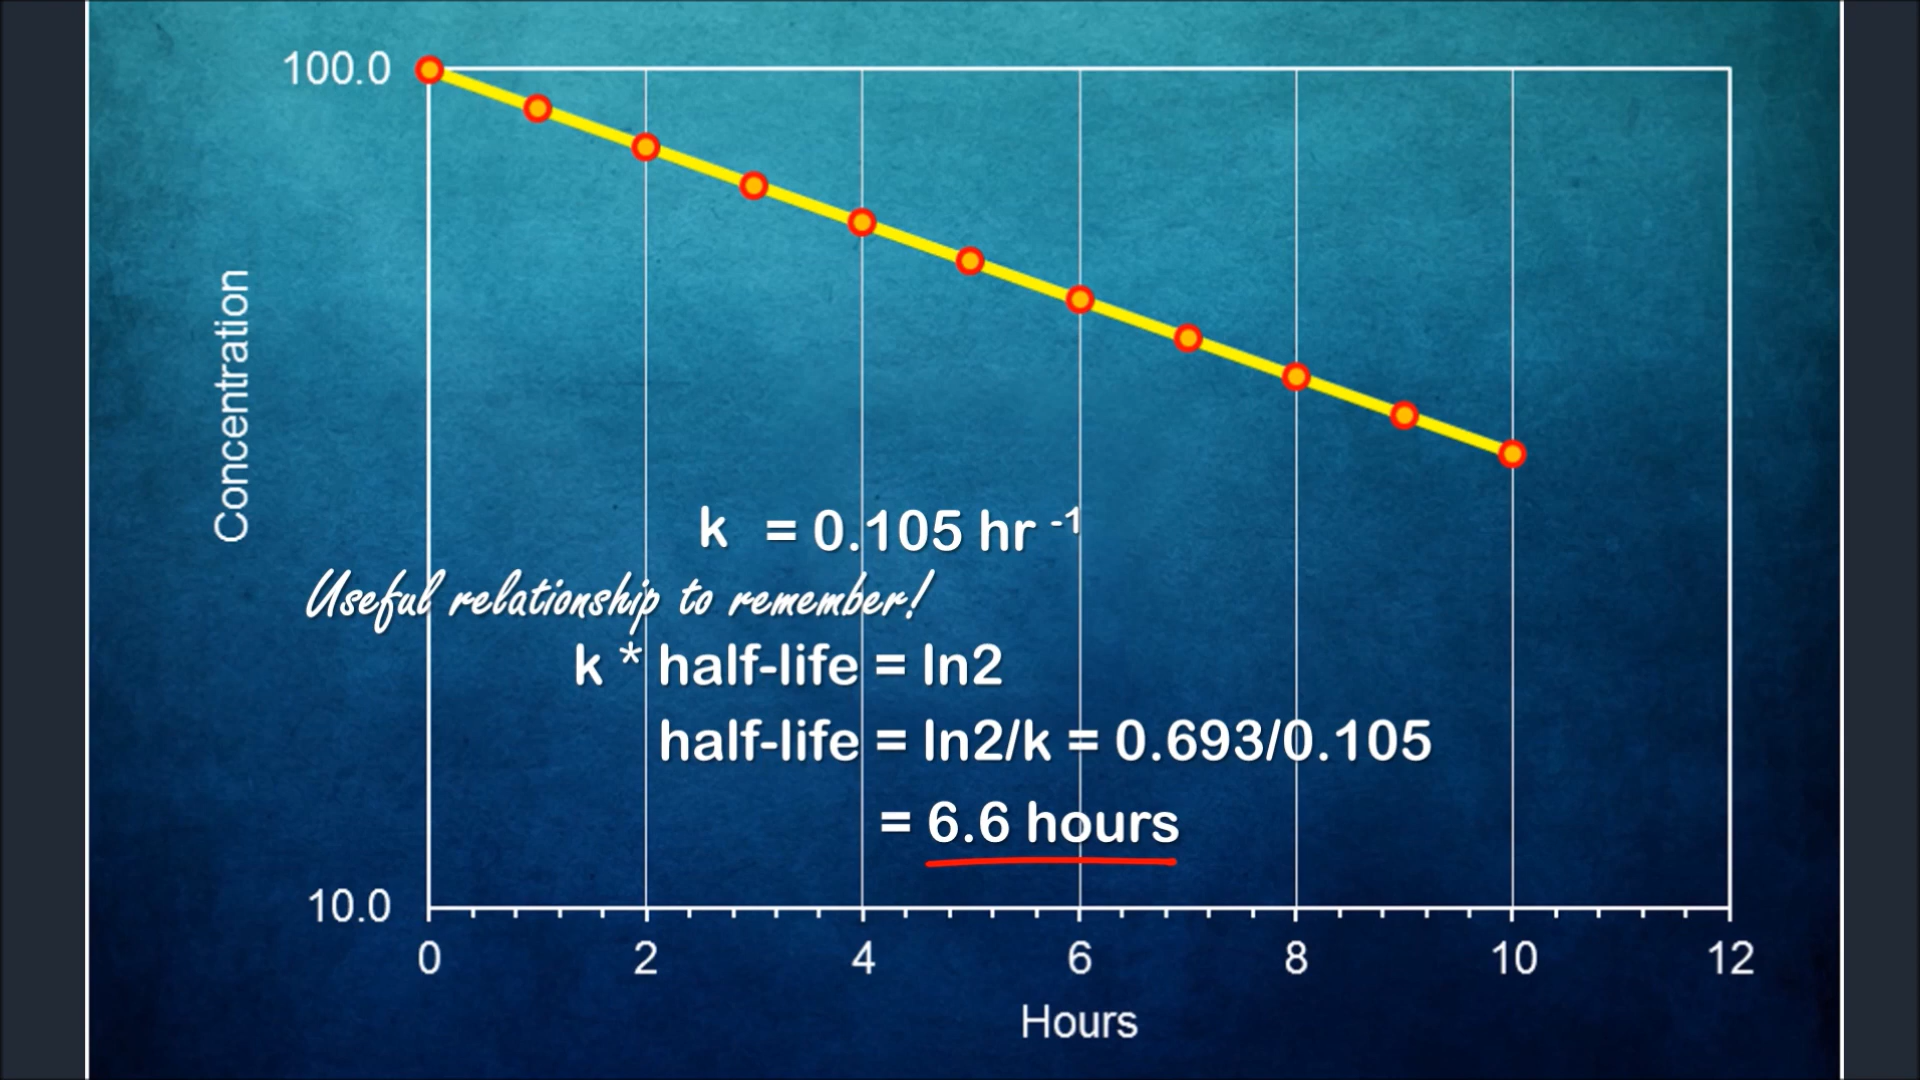 100.0
Concentration
k = 0.105 hr -1
Useful relationship to remember!
k * half-life = ln2
half-life = ln2/k = 0.693/0.105
= 6.6 hours
10.0
0 2 4 6 8 10 12
Hours